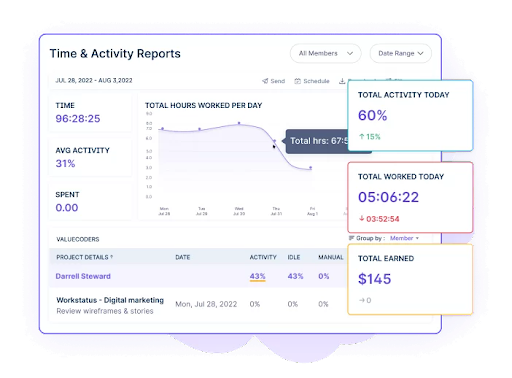 Time & Activity Reports
All Members
Date Range
JUL 28, 2022 - AUG 3,2022
Send
Schedule
TIME
96:28:25
AVG ACTIVITY
31%
SPENT
0.00
TOTAL HOURS WORKED PER DAY
9.0
8.0
7.0
5.0
4.0
3.0
2.0
1.0
0.0
Total hrs: 67:5
Mon
Jul 28
Tue
Jul 29
Wed
Jul 30
Thu
Jul 31
Fri
Aug 1
TOTAL ACTIVITY TODAY
60%
↑ 15%
TOTAL WORKED TODAY
05:06:22
↓ 03:52:54
TOTAL EARNED
$145
→ 0
VALUECODERS
Group by : Member
PROJECT DETAILS
DATE
ACTIVITY
IDLE
MANUAL
Darrell Steward
43%
43%
0%
Workstatus - Digital marketing
Review wireframes & stories
Mon, Jul 28, 2022
0%
0%
0%